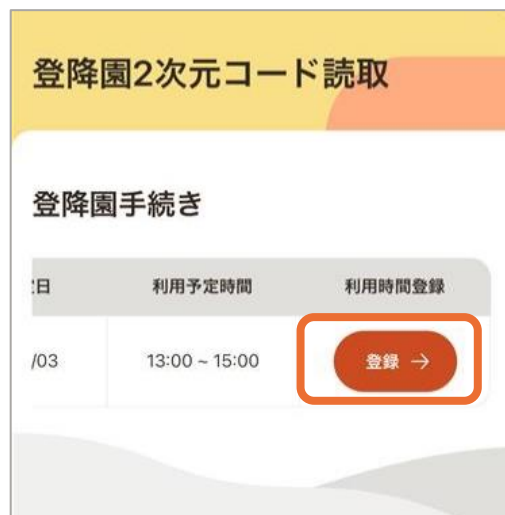 登降園2次元コード読取
登降園手続き
日 利用予定時間 利用時間登録
/03 13:00 ~ 15:00 登録 →